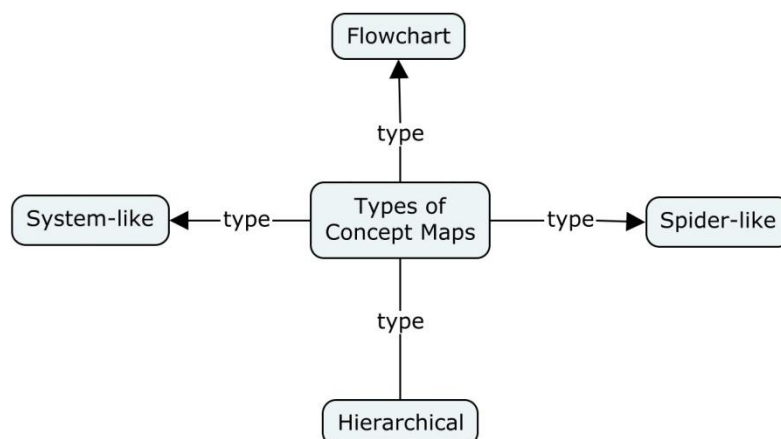 Flowchart
type
Types of
Concept Maps
System-like
type
type
Spider-like
type
Hierarchical